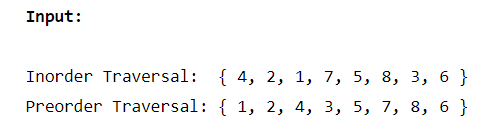 Input:
Inorder Traversal:  { 4, 2, 1, 7, 5, 8, 3, 6 }
Preorder Traversal: { 1, 2, 4, 3, 5, 7, 8, 6 }